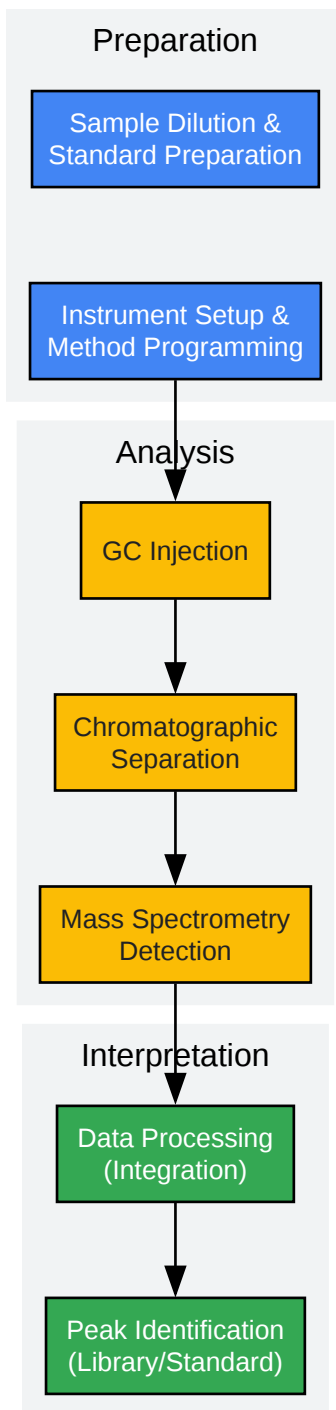 Preparation
Sample Dilution &
Standard Preparation
Instrument Setup &
Method Programming
Analysis
GC Injection
Chromatographic
Separation
Mass Spectrometry
Detection
Interpretation
Data Processing
(Integration)
Peak Identification
(Library/Standard)